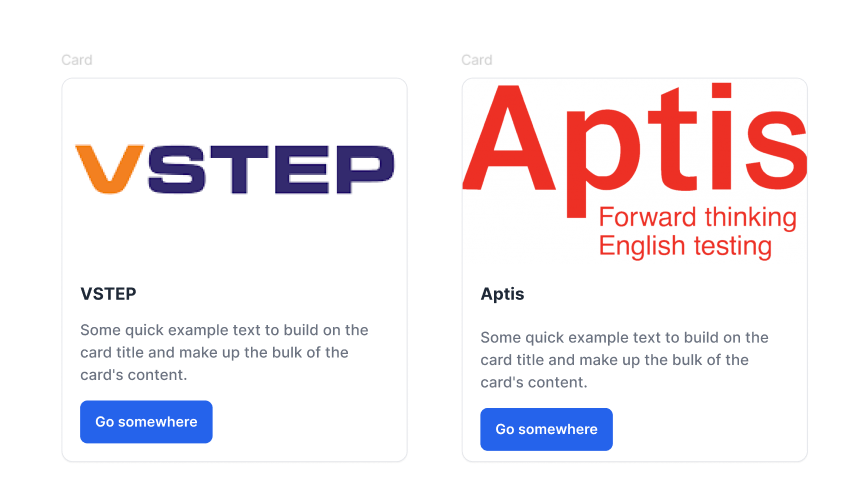 Card
VSTEP
VSTEP
Some quick example text to build on the
card title and make up the bulk of the
card's content.
Go somewhere
Card
Aptis
Forward thinking
English testing
Aptis
Some quick example text to build on the
card title and make up the bulk of the
card's content.
Go somewhere